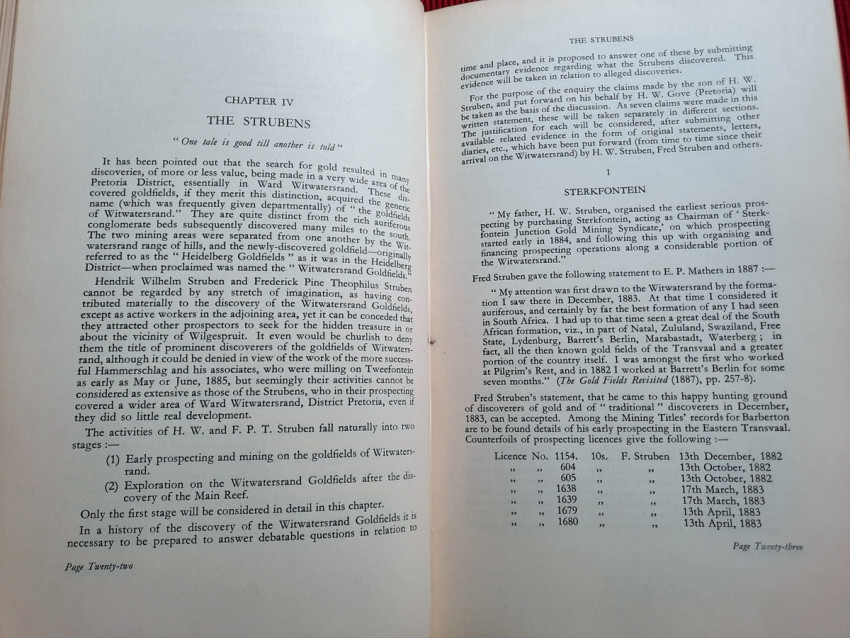 CHAPTER IV
THE STRUBENS
" One tale is good till another is told "
It has been pointed out that the search for gold resulted in many
discoveries, of more or less value, being made in a very wide area of the
Pretoria District, essentially in Ward Witwatersrand. These dis-
covered goldfields, if they merit this distinction, acquired the generic
name (which was frequently given departmentally) of " the goldfields
of Witwatersrand." They are quite distinct from the rich auriferous
conglomerate beds subsequently discovered many miles to the south.
The two mining areas were separated from one another by the Wit-
watersrand range of hills, and the newly-discovered goldfield—originally
referred to as the " Heidelberg Goldfields " as it was in the Heidelberg
District—when proclaimed was named the " Witwatersrand Goldfields."
Hendrik Wilhelm Struben and Frederick Pine Theophilus Struben
cannot be regarded by any stretch of imagination, as having con-
tributed materially to the discovery of the Witwatersrand Goldfields,
except as active workers in the adjoining area, yet it can be conceded that
they attracted other prospectors to seek for the hidden treasure in or
about the vicinity of Wilgespruit. It even would be churlish to deny
them the title of prominent discoverers of the goldfields of Witwaters-
rand, although it could be denied in view of the work of the more success-
ful Hammerschlag and his associates, who were milling on Tweefontein
as early as May or June, 1885, but seemingly their activities cannot be
considered as extensive as those of the Strubens, who in their prospecting
covered a wider area of Ward Witwatersrand, District Pretoria, even if
they did so little real development.
The activities of H. W. and F. P. T. Struben fall naturally into two
stages :—
(1) Early prospecting and mining on the goldfields of Witwaters-
rand.
(2) Exploration on the Witwatersrand Goldfields after the dis-
covery of the Main Reef.
Only the first stage will be considered in detail in this chapter.
In a history of the discovery of the Witwatersrand Goldfields it is
necessary to be prepared to answer debatable questions in relation to
Page Twenty-two
THE STRUBENS
time and place, and it is proposed to answer one of these by submitting
documentary evidence regarding what the Strubens discovered. This
evidence will be taken in relation to alleged discoveries.
For the purpose of the enquiry the claims made by the son of H. W.
Struben, and put forward on his behalf by H. W. Gove (Pretoria) will
be taken as the basis of the discussion. As seven claims were made in this
written statement, these will be taken separately in different sections.
The justification for each will be considered, after submitting other
available related evidence in the form of original statements, letters,
diaries, etc., which have been put forward (from time to time since their
arrival on the Witwatersrand) by H. W. Struben, Fred Struben and others.
1
STERKFONTEIN
" My father, H. W. Struben, organised the earliest serious pros-
pecting by purchasing Sterkfontein, acting as Chairman of ' Sterk-
fontein Junction Gold Mining Syndicate,' on which prospecting
started early in 1884, and following this up with organising and
financing prospecting operations along a considerable portion of
the Witwatersrand."
Fred Struben gave the following statement to E. P. Mathers in 1887 :—
" My attention was first drawn to the Witwatersrand by the forma-
tion I saw there in December, 1883. At that time I considered it
auriferous, and certainly by far the best formation of any I had seen
in South Africa. I had up to that time seen a great deal of the South
African formation, viz., in part of Natal, Zululand, Swaziland, Free
State, Lydenburg, Barrett's Berlin, Marabastadt, Waterberg ; in
fact, all the then known gold fields of the Transvaal and a greater
portion of the country itself. I was amongst the first who worked
at Pilgrim's Rest, and in 1882 I worked at Barrett's Berlin for some
seven months." (The Gold Fields Revisited (1887), pp. 257-8).
Fred Struben's statement, that he came to this happy hunting ground
of discoverers of gold and of " traditional " discoverers in December,
1883, can be accepted. Among the Mining Titles' records for Barberton
are to be found details of his early prospecting in the Eastern Transvaal.
Counterfoils of prospecting licences give the following :—
Licence No. 1154. 10s. F. Struben 13th December, 1882
,, ,, 604 ,, ,, 13th October, 1882
,, ,, 605 ,, ,, 13th October, 1882
,, ,, 1638 ,, ,, 17th March, 1883
,, ,, 1639 ,, ,, 17th March, 1883
,, ,, 1679 ,, ,, 13th April, 1883
,, ,, 1680 ,, ,, 13th April, 1883
Page Twenty-three